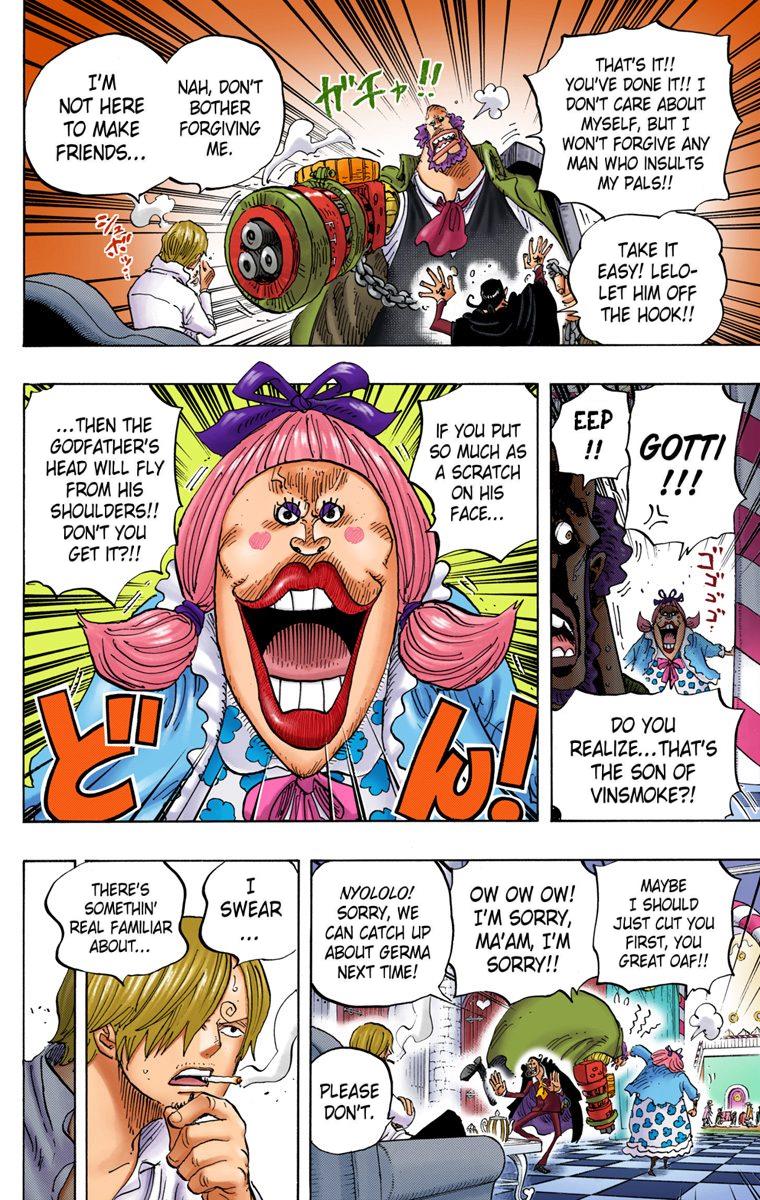 THAT'S IT!!
YOU'VE DONE IT!! I
DON'T CARE ABOUT
MYSELF, BUT I
WON'T FORGIVE ANY
MAN WHO INSULTS
MY PALS!!
TAKE IT
EASY! LELO-
LET HIM OFF
THE HOOK!!
ガチャ!!
NAH, DON'T
BOTHER
FORGIVING
ME.
I'M
NOT HERE
TO MAKE
FRIENDS...
シュボッ
GOTTI
!!!
EEP
!!
DO YOU
REALIZE...THAT'S
THE SON OF
VINSMOKE?!
IF YOU PUT
SO MUCH AS
A SCRATCH
ON HIS
FACE...
...THEN THE
GODFATHER'S
HEAD WILL FLY
FROM HIS
SHOULDERS!!
DON'T YOU
GET IT?!!
どん!
MAYBE
I SHOULD
JUST CUT YOU
FIRST, YOU
GREAT OAF!!
OW OW OW!
I'M SORRY,
MA'AM, I'M
SORRY!!
NYOLOLO!
SORRY, WE
CAN CATCH UP
ABOUT GERMA
NEXT TIME!
PLEASE
DON'T.
I
SWEAR
...
THERE'S
SOMETHIN'
REAL FAMILIAR
ABOUT...